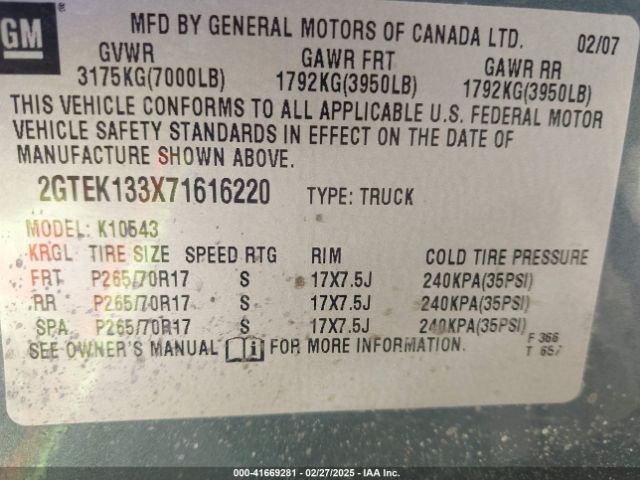 GM
MFD BY GENERAL MOTORS OF CANADA LTD. 02/07
GVWR GAWR FRT GAWR RR
3175KG(7000LB) 1792KG(3950LB) 1792KG(3950LB)
THIS VEHICLE CONFORMS TO ALL APPLICABLE U.S. FEDERAL MOTOR
VEHICLE SAFETY STANDARDS IN EFFECT ON THE DATE OF
MANUFACTURE SHOWN ABOVE.
2GTEK133X71616220 TYPE: TRUCK
MODEL: K10543
KRGL TIRE SIZE SPEED RTG RIM COLD TIRE PRESSURE
FRT P265/70R17 S 17X7.5J 240KPA(35PSI)
RR P265/70R17 S 17X7.5J 240KPA(35PSI)
SPA P265/70R17 S 17X7.5J 240KPA(35PSI)
SEE OWNER'S MANUAL FOR MORE INFORMATION.
F 366
T 657
000-41669281 - 02/27/2025 - IAA Inc.